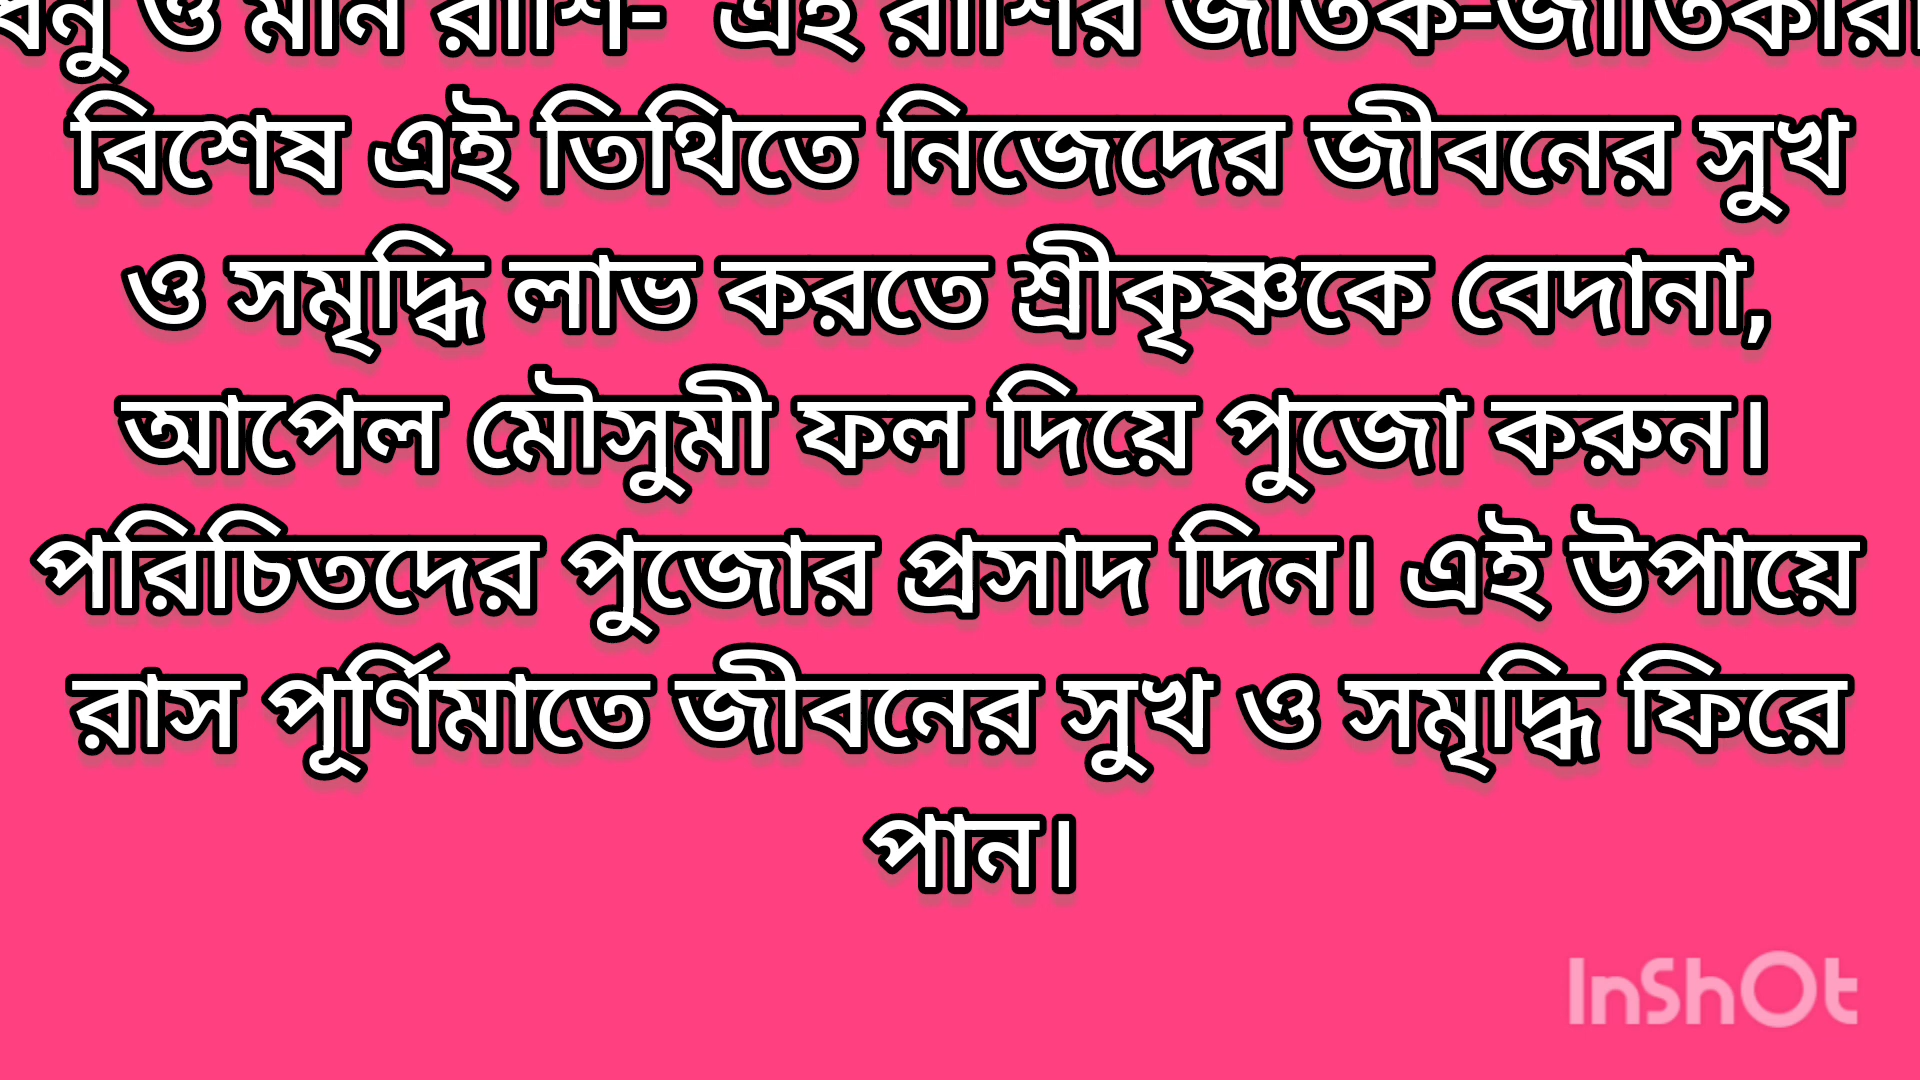 ধনু ও মীন রাশি- এই রাশির জাতক-জাতিকারা
বিশেষ এই তিথিতে নিজেদের জীবনের সুখ
ও সমৃদ্ধি লাভ করতে শ্রীকৃষ্ণকে বেদানা,
আপেল মৌসুমী ফল দিয়ে পুজো করুন।
পরিচিতদের পুজোর প্রসাদ দিন। এই উপায়ে
রাস পূর্ণিমাতে জীবনের সুখ ও সমৃদ্ধি ফিরে
পান।
InShOt